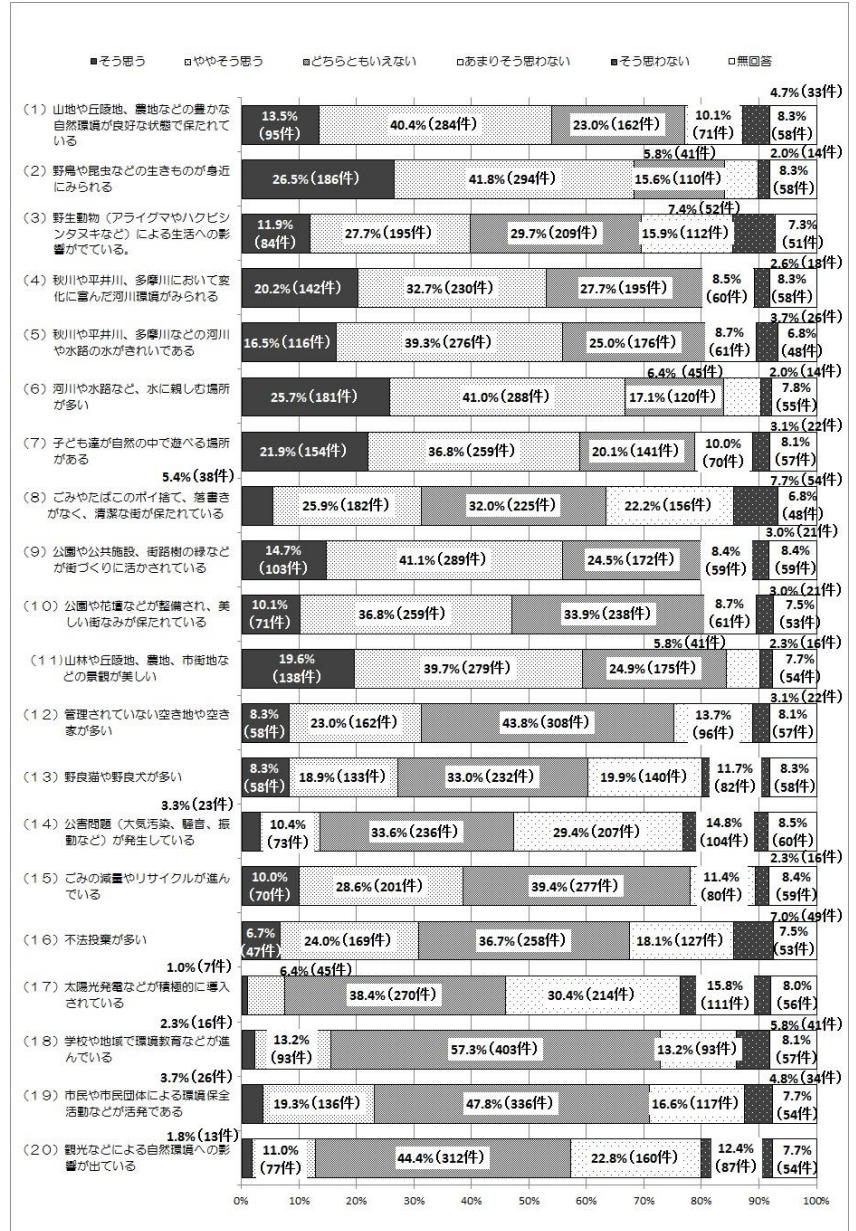 ■そう思う □ややそう思う ■どちらともいえない □あまりそう思わない ■そう思わない □無回答
4.7%(33件)
(1)山地や丘陵地、農地などの豊かな
自然環境が良好な状態で保たれて
いる
13.5%
(95件)
40.4%(284件)
23.0%(162件)
10.1%
(71件)
8.3%
(58件)
5.8%(41件)
2.0%(14件)
(2)野鳥や昆虫などの生きものが身近
にみられる
26.5%(186件)
41.8%(294件)
15.6%(110件)
8.3%
(58件)
7.4%(52件)
(3)野生動物(アライグマやハクビシ
ンタヌキなど)による生活への影
響がでている。
11.9%
(84件)
27.7%(195件)
29.7%(209件)
15.9%(112件)
7.3%
(51件)
2.6%(18件)
(4)秋川や平井川、多摩川において変
化に富んだ河川環境がみられる
20.2%(142件)
32.7%(230件)
27.7%(195件)
8.5%
(60件)
8.3%
(58件)
3.7%(26件)
(5)秋川や平井川、多摩川などの河川
や水路の水がきれいである
16.5%(116件)
39.3%(276件)
25.0%(176件)
8.7%
(61件)
6.8%
(48件)
6.4%(45件)
2.0%(14件)
(6)河川や水路など、水に親しむ場所
が多い
25.7%(181件)
41.0%(288件)
17.1%(120件)
7.8%
(55件)
3.1%(22件)
(7)子ども達が自然の中で遊べる場所
がある
21.9%(154件)
36.8%(259件)
20.1%(141件)
10.0%
(70件)
8.1%
(57件)
5.4%(38件)
7.7%(54件)
(8)ごみやたばこのポイ捨て、落書き
がなく、清潔な街が保たれている
25.9%(182件)
32.0%(225件)
22.2%(156件)
6.8%
(48件)
3.0%(21件)
(9)公園や公共施設、街路樹の緑など
が街づくりに活かされている
14.7%
(103件)
41.1%(289件)
24.5%(172件)
8.4%
(59件)
8.4%
(59件)
3.0%(21件)
(10)公園や花壇などが整備され、美
しい街なみが保たれている
10.1%
(71件)
36.8%(259件)
33.9%(238件)
8.7%
(61件)
7.5%
(53件)
5.8%(41件)
2.3%(16件)
(11)山林や丘陵地、農地、市街地な
どの景観が美しい
19.6%
(138件)
39.7%(279件)
24.9%(175件)
7.7%
(54件)
3.1%(22件)
(12)管理されていない空き地や空き
家が多い
8.3%
(58件)
23.0%(162件)
43.8%(308件)
13.7%
(96件)
8.1%
(57件)
(13)野良猫や野良犬が多い
8.3%
(58件)
18.9%(133件)
33.0%(232件)
19.9%(140件)
11.7%
(82件)
8.3%
(58件)
3.3%(23件)
(14)公害問題(大気汚染、騒音、振
動など)が発生している
10.4%
(73件)
33.6%(236件)
29.4%(207件)
14.8%
(104件)
8.5%
(60件)
2.3%(16件)
(15)ごみの減量やリサイクルが進ん
でいる
10.0%
(70件)
28.6%(201件)
39.4%(277件)
11.4%
(80件)
8.4%
(59件)
7.0%(49件)
(16)不法投棄が多い
6.7%
(47件)
24.0%(169件)
36.7%(258件)
18.1%(127件)
7.5%
(53件)
1.0%(7件)
6.4%(45件)
(17)太陽光発電などが積極的に導入
されている
38.4%(270件)
30.4%(214件)
15.8%
(111件)
8.0%
(56件)
2.3%(16件)
5.8%(41件)
(18)学校や地域で環境教育などが進
んでいる
13.2%
(93件)
57.3%(403件)
13.2%(93件)
8.1%
(57件)
3.7%(26件)
4.8%(34件)
(19)市民や市民団体による環境保全
活動などが活発である
19.3%(136件)
47.8%(336件)
16.6%(117件)
7.7%
(54件)
1.8%(13件)
(20)観光などによる自然環境への影
響が出ている
11.0%
(77件)
44.4%(312件)
22.8%(160件)
12.4%
(87件)
7.7%
(54件)
0% 10% 20% 30% 40% 50% 60% 70% 80% 90% 100%